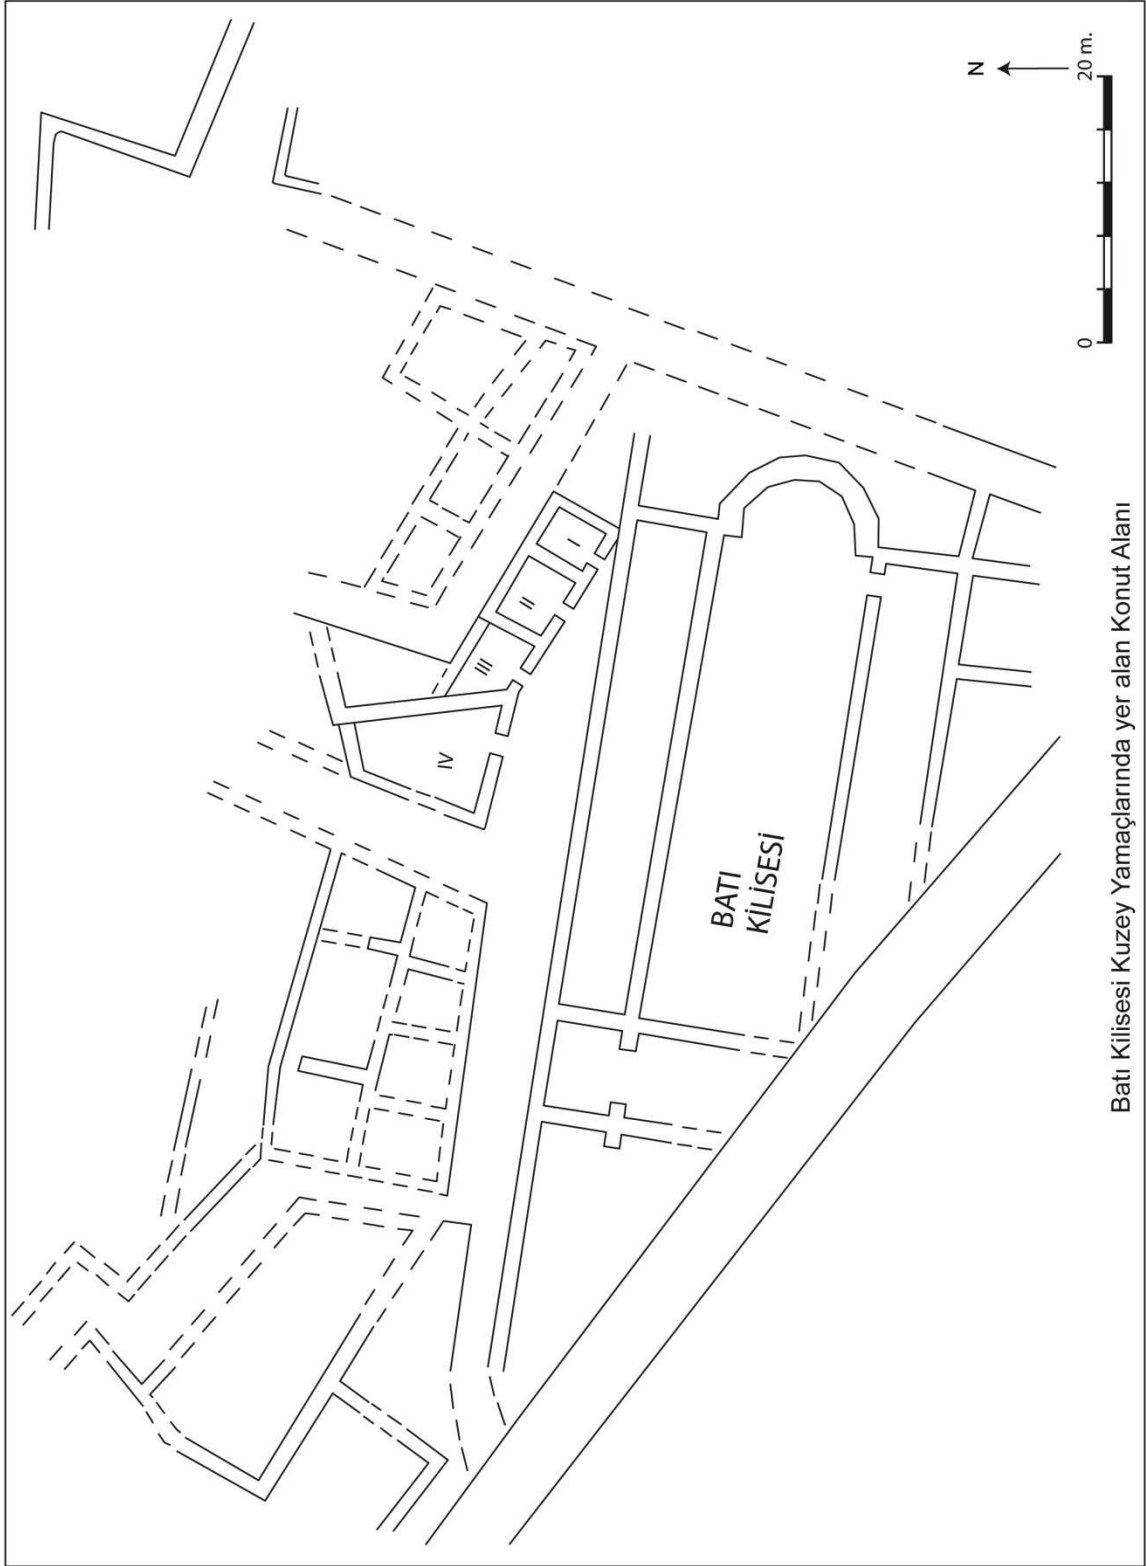 N
0
20 m.
I
II
III
IV
BATI
KİLİSESİ
Batı Kilisesi Kuzey Yamaçlarında yer alan Konut Alanı